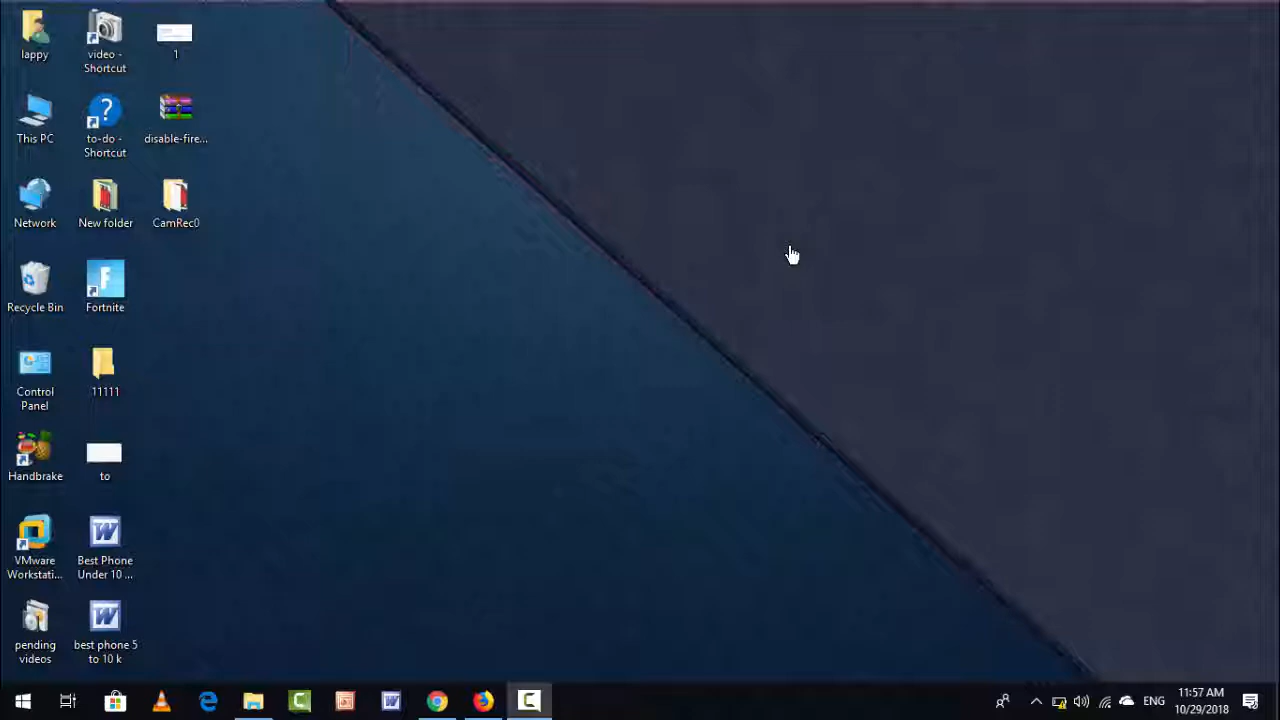 lappy
video -
Shortcut
1
This PC
to-do -
Shortcut
disable-fire...
Network
New folder
CamRec0
Recycle Bin
Fortnite
Control
Panel
11111
Handbrake
to
VMware
Workstati...
Best Phone
Under 10 ...
pending
videos
best phone 5
to 10 k
ENG
11:57 AM
10/29/2018